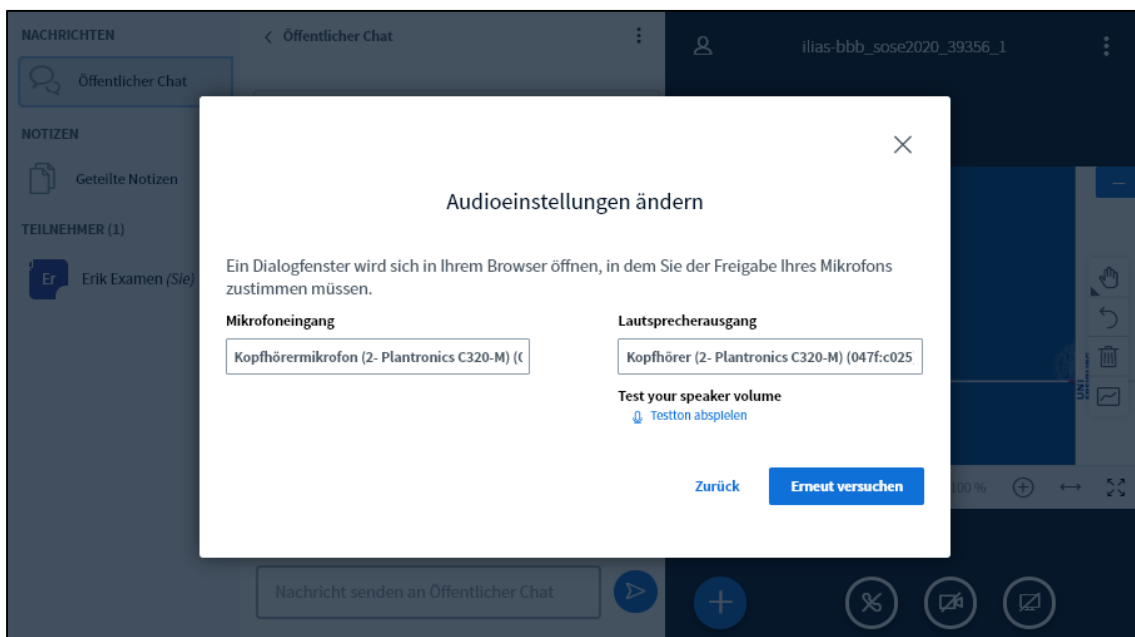 NACHRICHTEN
Öffentlicher Chat
NOTIZEN
Geteilte Notizen
TEILNEHMER (1)
Er
Erik Examen (Sie)
Öffentlicher Chat
ilias-bbb_sose2020_39356_1
Audioeinstellungen ändern
Ein Dialogfenster wird sich in Ihrem Browser öffnen, in dem Sie der Freigabe Ihres Mikrofons
zustimmen müssen.
Mikrofoneingang
Kopfhörermikrofon (2- Plantronics C320-M) (
Lautsprecherausgang
Kopfhörer (2- Plantronics C320-M) (047f:c025
Test your speaker volume
Testton abspielen
Zurück
Erneut versuchen
UNI
100 %
Nachricht senden an Öffentlicher Chat